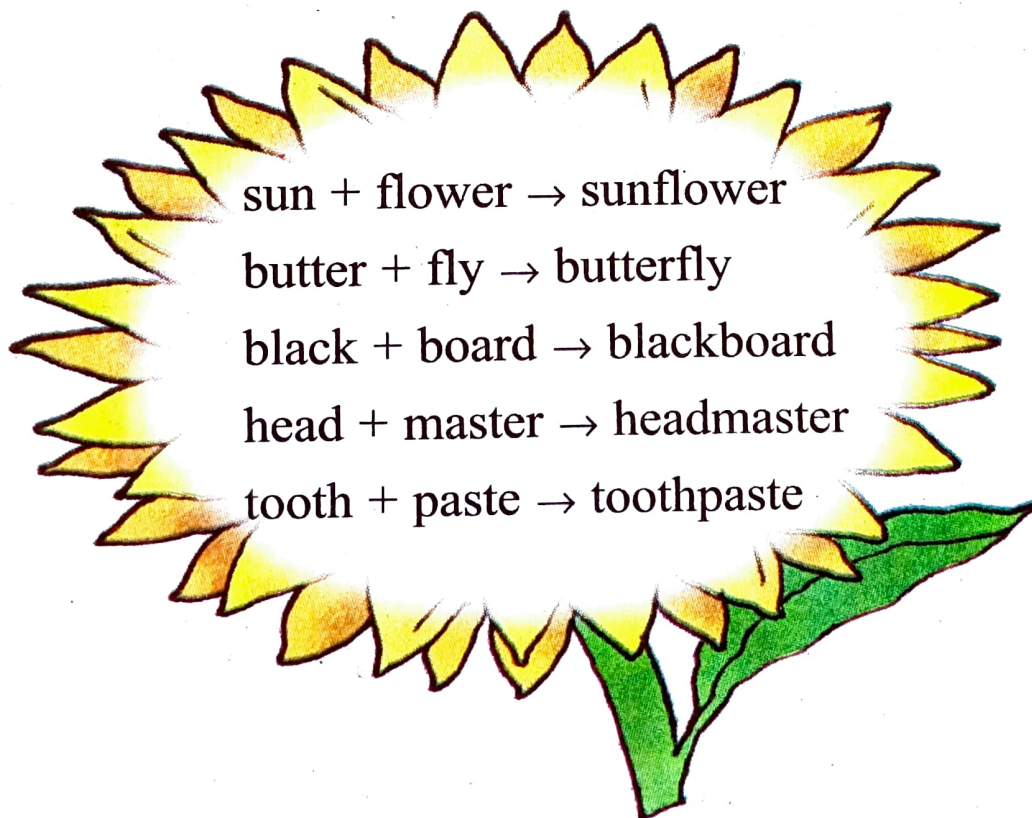 sun + flower → sunflower
butter + fly → butterfly
black + board → blackboard
head + master → headmaster
tooth + paste → toothpaste